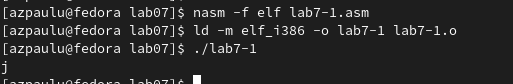 [azpaulu@fedora lab07]$ nasm -f elf lab7-1.asm
[azpaulu@fedora lab07]$ ld -m elf_i386 -o lab7-1 lab7-1.o
[azpaulu@fedora lab07]$ ./lab7-1
j
[azpaulu@fedora lab07]$